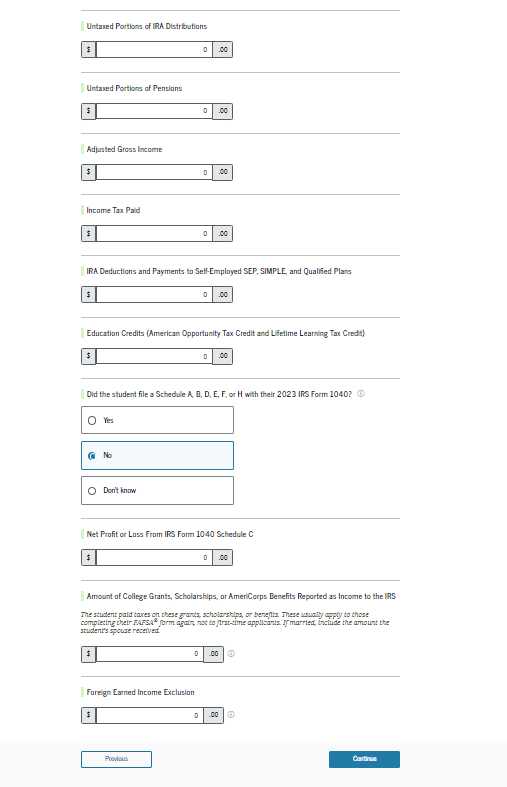 Untaxed Portions of IRA Distributions
$ 0 .00
Untaxed Portions of Pensions
$ 0 .00
Adjusted Gross Income
$ 0 .00
Income Tax Paid
$ 0 .00
IRA Deductions and Payments to Self-Employed SEP, SIMPLE, and Qualified Plans
$ 0 .00
Education Credits (American Opportunity Tax Credit and Lifetime Learning Tax Credit)
$ 0 .00
Did the student file a Schedule A, B, D, E, F, or H with their 2023 IRS Form 1040?
Yes
No
Don't know
Net Profit or Loss From IRS Form 1040 Schedule C
$ 0 .00
Amount of College Grants, Scholarships, or AmeriCorps Benefits Reported as Income to the IRS
The student paid taxes on these grants, scholarships, or benefits. These usually apply to those
completing their FAFSA® form again, not to first-time applicants. If married, include the amount the
student's spouse received.
$ 0 .00
Foreign Earned Income Exclusion
$ 0 .00
Previous Continue